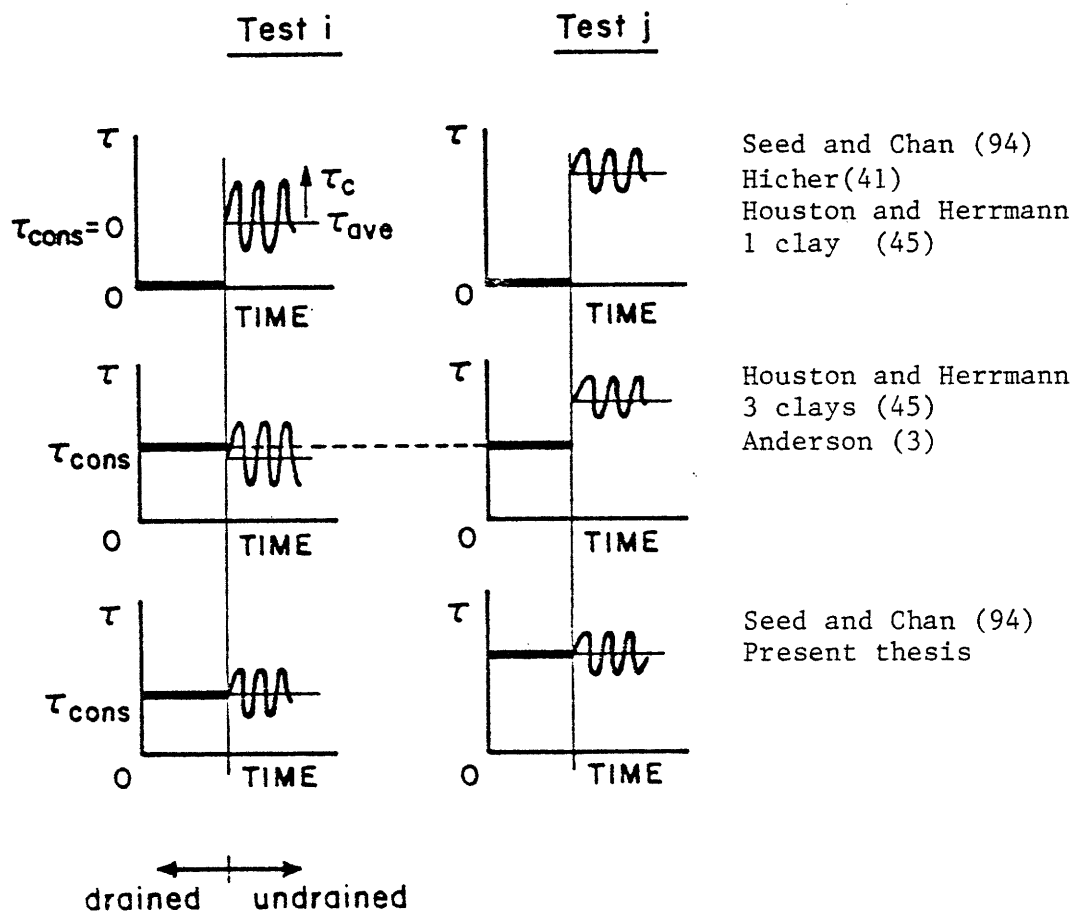 Test i
Test j
τ
τc
τcons=0
τave
0
TIME
τ
0
TIME
Seed and Chan (94)
Hicher(41)
Houston and Herrmann
1 clay (45)
τ
τcons
0
TIME
τ
0
TIME
Houston and Herrmann
3 clays (45)
Anderson (3)
τ
τcons
0
TIME
τ
0
TIME
Seed and Chan (94)
Present thesis
drained
undrained